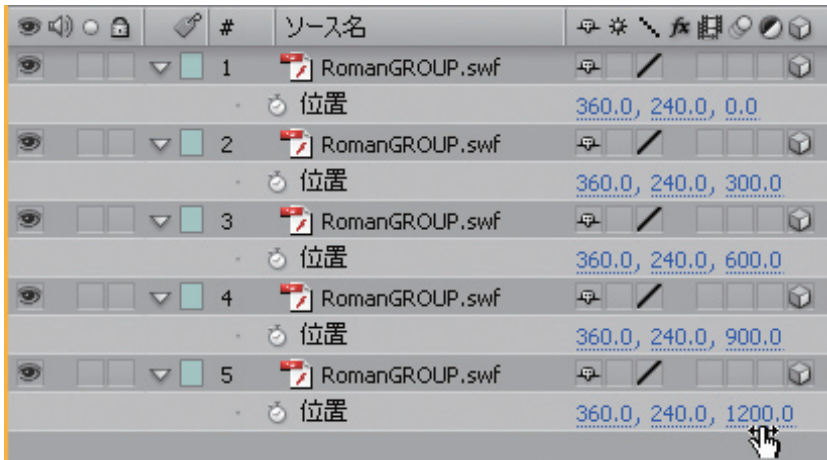 # ソース名 fx
1 RomanGROUP.swf
位置 360.0, 240.0, 0.0
2 RomanGROUP.swf
位置 360.0, 240.0, 300.0
3 RomanGROUP.swf
位置 360.0, 240.0, 600.0
4 RomanGROUP.swf
位置 360.0, 240.0, 900.0
5 RomanGROUP.swf
位置 360.0, 240.0, 1200.0